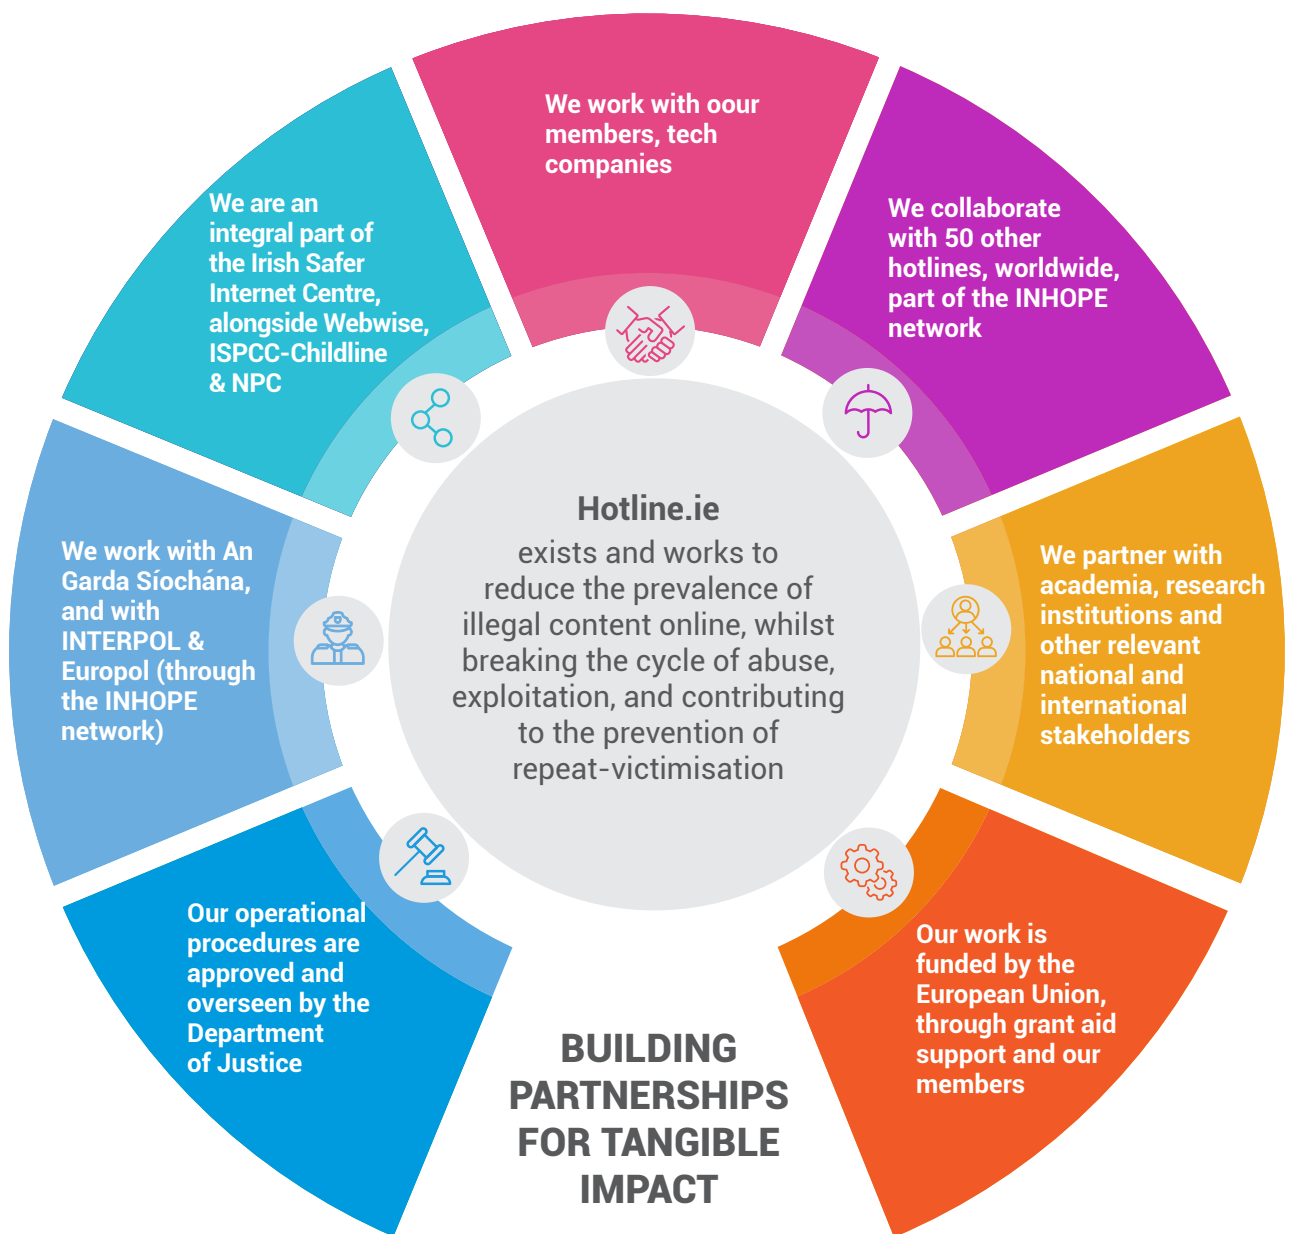 We work with oour
members, tech
companies
We are an
integral part of
the Irish Safer
Internet Centre,
alongside Webwise,
ISPCC-Childline
& NPC
We collaborate
with 50 other
hotlines, worldwide,
part of the INHOPE
network
We work with An
Garda Síochána,
and with
INTERPOL &
Europol (through
the INHOPE
network)
Hotline.ie
exists and works to
reduce the prevalence of
illegal content online, whilst
breaking the cycle of abuse,
exploitation, and contributing
to the prevention of
repeat-victimisation
We partner with
academia, research
institutions and
other relevant
national and
international
stakeholders
Our operational
procedures are
approved and
overseen by the
Department
of Justice
Our work is
funded by the
European Union,
through grant aid
support and our
members
BUILDING
PARTNERSHIPS
FOR TANGIBLE
IMPACT